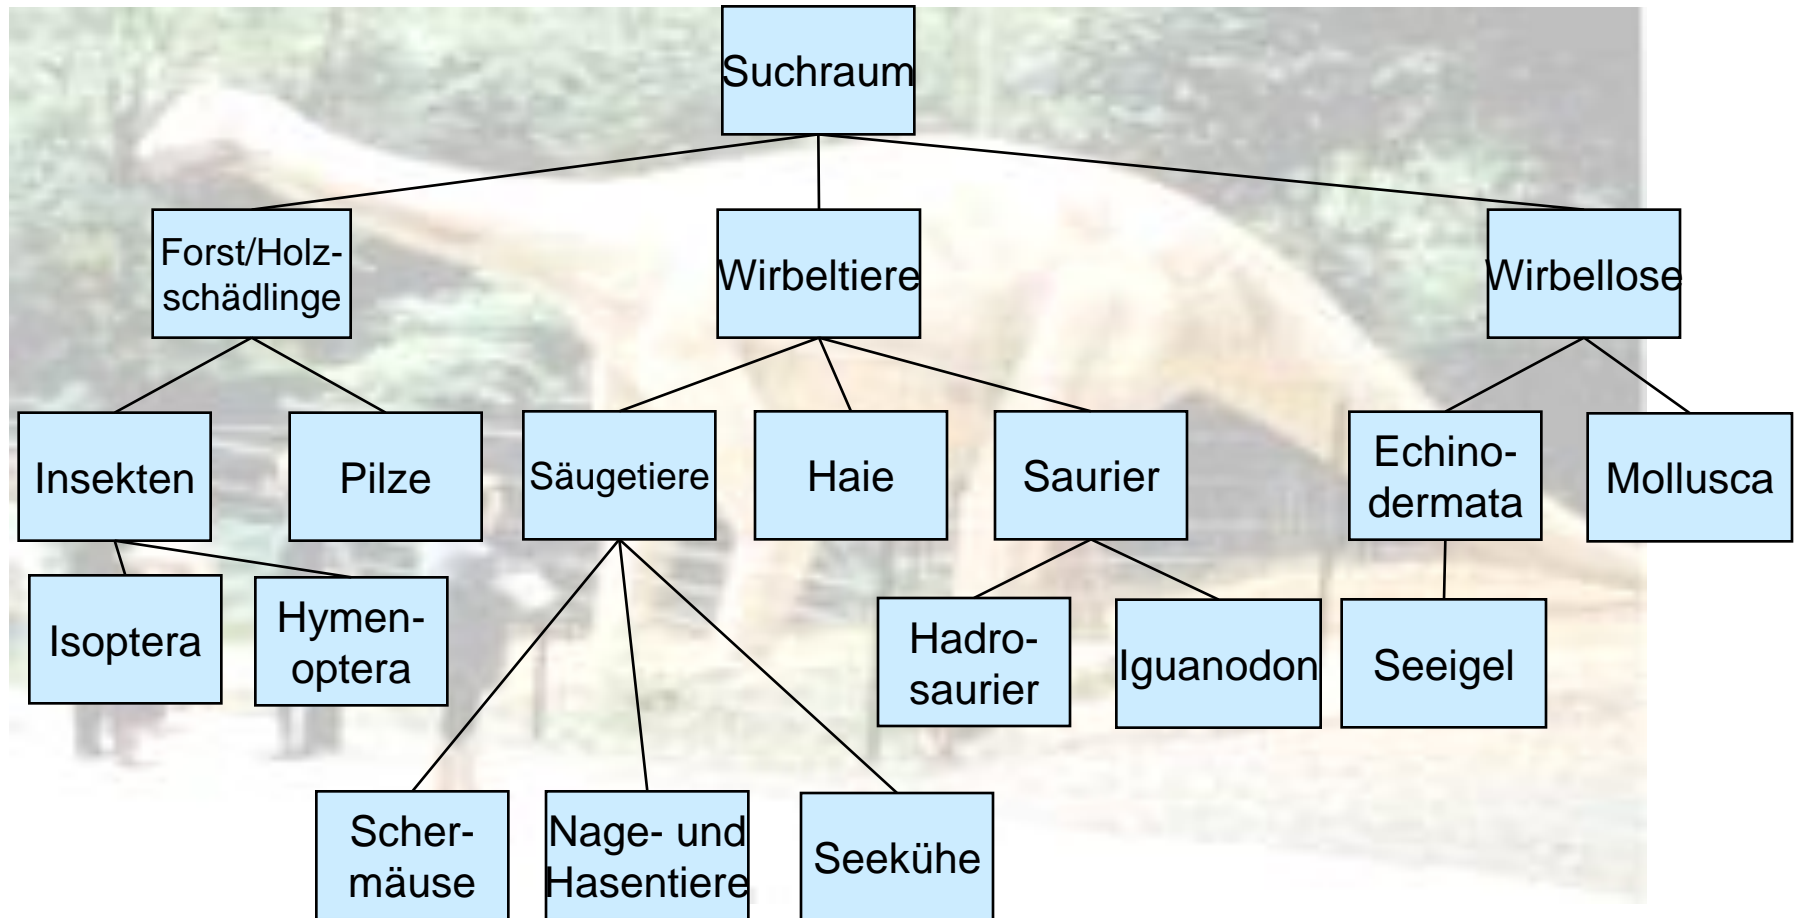 Suchraum
Forst/Holz-
schädlinge
Wirbeltiere
Wirbellose
Insekten
Pilze
Säugetiere
Haie
Saurier
Echino-
dermata
Mollusca
Isoptera
Hymen-
optera
Hadro-
saurier
Iguanodon
Seeigel
Scher-
mäuse
Nage- und
Hasentiere
Seekühe